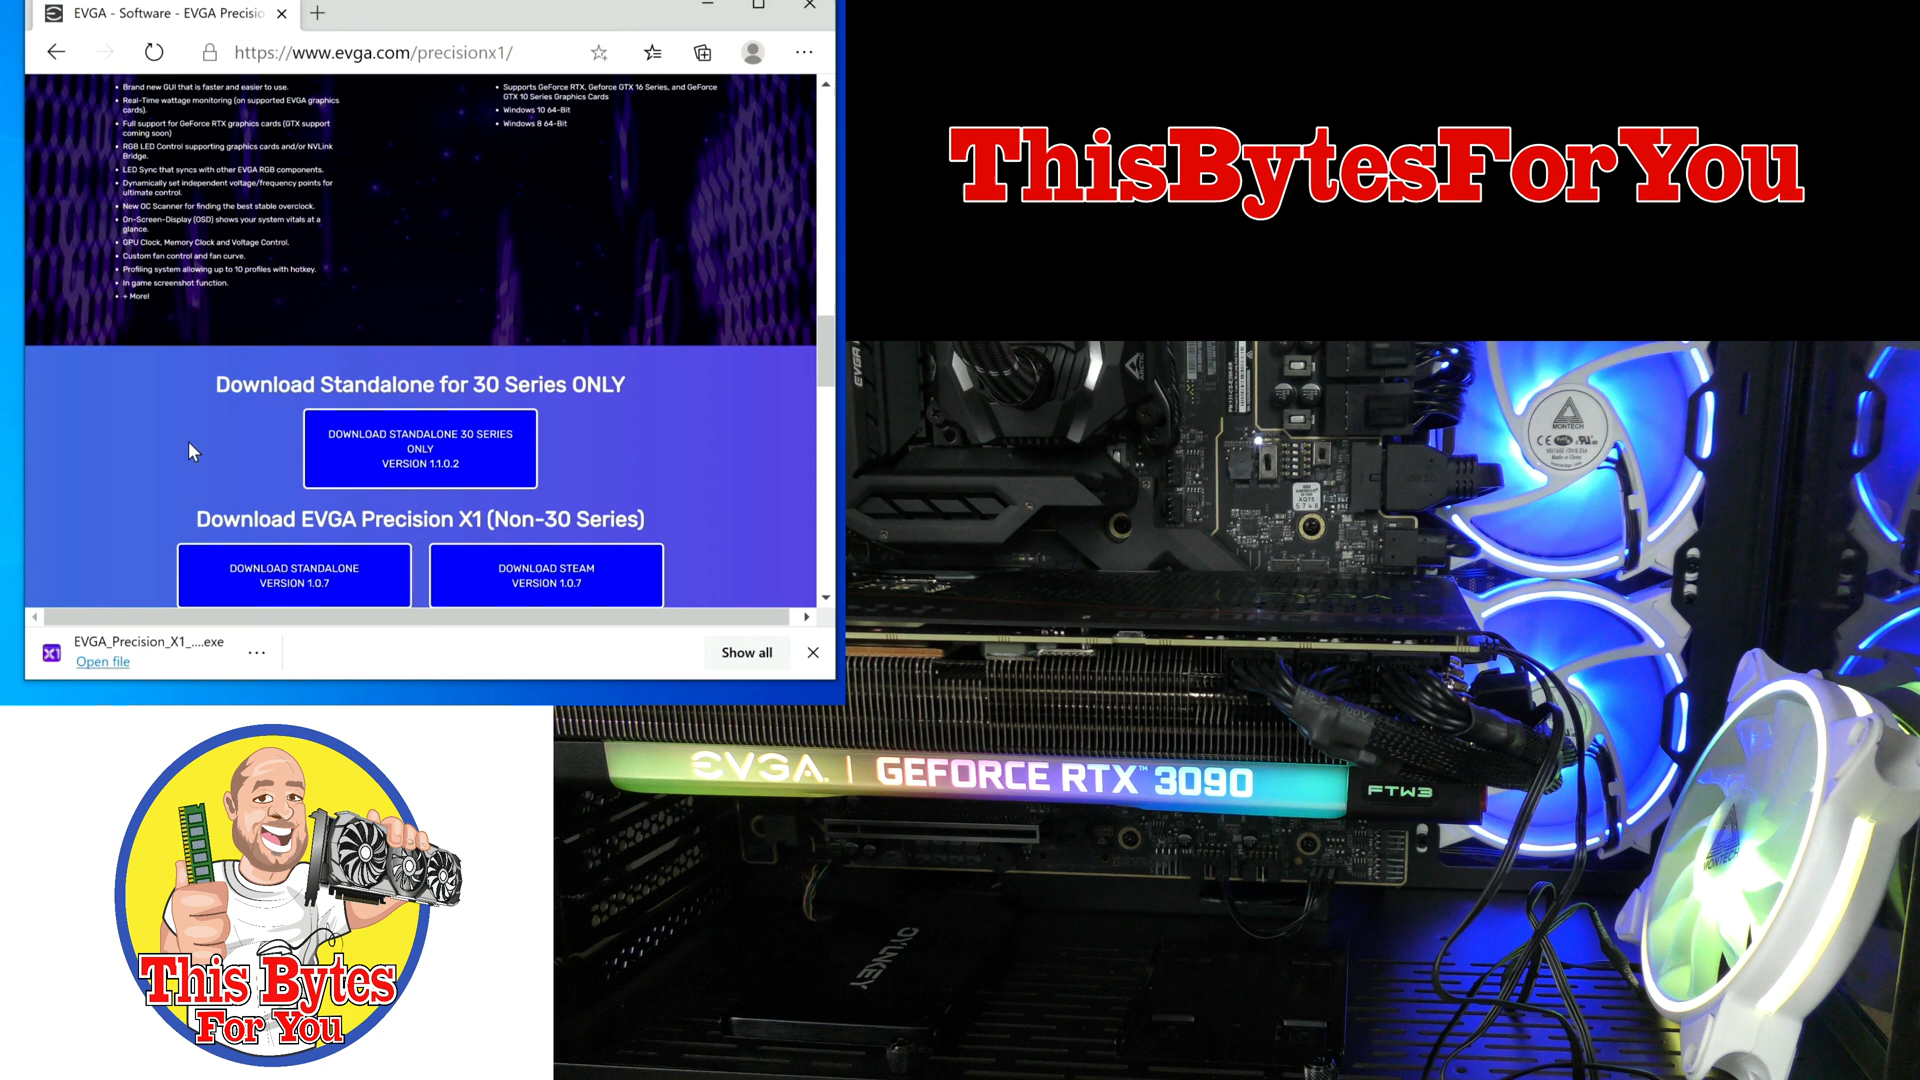 EVGA - Software - EVGA Precisio
https://www.evga.com/precisionx1/
Brand new GUI that is faster and easier to use.
Real-Time wattage monitoring (on supported EVGA graphics
cards).
Full support for GeForce RTX graphics cards (GTX support
coming soon)
RGB LED Control supporting graphics cards and/or NVLink
Bridge.
LED Sync that syncs with other EVGA RGB components.
Dynamically set independent voltage/frequency points for
ultimate control.
New OC Scanner for finding the best stable overclock.
On-Screen-Display (OSD) shows your system vitals at a
glance.
GPU Clock, Memory Clock and Voltage Control.
Custom fan control and fan curve.
Profiling system allowing up to 10 profiles with hotkey.
In game screenshot function.
+ More!
Supports GeForce RTX, Geforce GTX 16 Series, and GeForce
GTX 10 Series Graphics Cards
Windows 10 64-Bit
Windows 8 64-Bit
Download Standalone for 30 Series ONLY
DOWNLOAD STANDALONE 30 SERIES
ONLY
VERSION 1.1.0.2
Download EVGA Precision X1 (Non-30 Series)
DOWNLOAD STANDALONE
VERSION 1.0.7
DOWNLOAD STEAM
VERSION 1.0.7
X1
EVGA_Precision_X1_....exe
Open file
Show all
ThisBytesForYou
EVGA
ARCTIC
MONTECH
EVGA. | GEFORCE RTX™ 3090
FTW3
MONTECH
This Bytes
For You